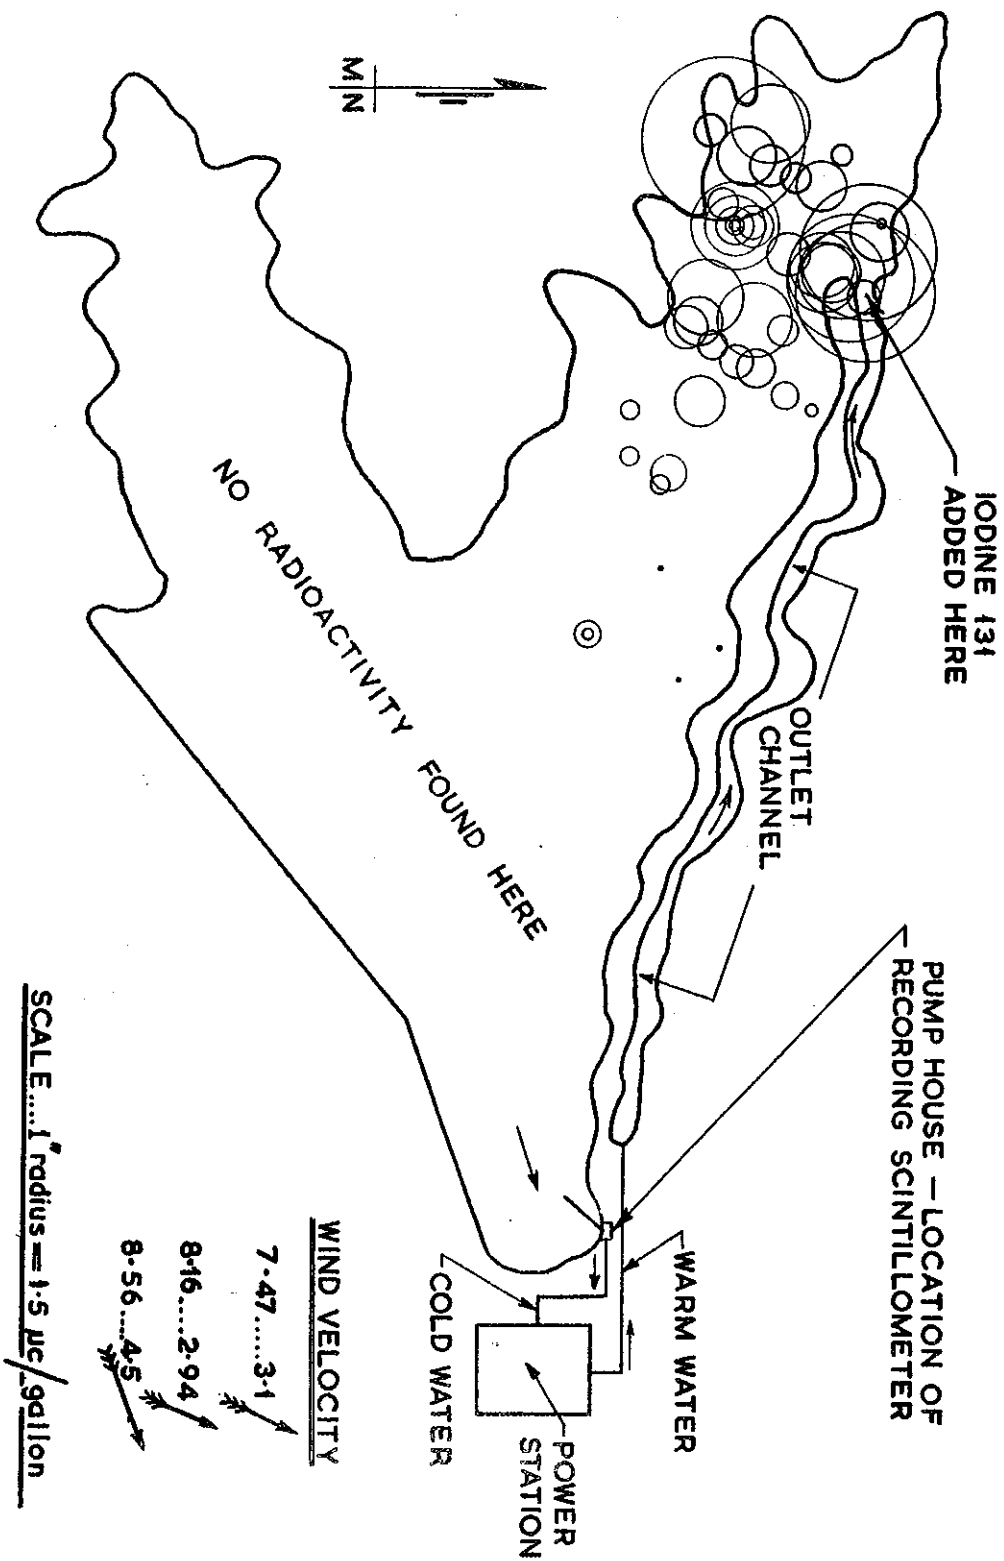 IODINE 131
ADDED HERE
PUMP HOUSE — LOCATION OF
RECORDING SCINTILLOMETER
OUTLET
CHANNEL
WARM WATER
POWER
STATION
COLD WATER
NO RADIOACTIVITY FOUND HERE
M N
WIND VELOCITY
7·47......3·1
8·16....2·94
8·56....4·5
SCALE....1" radius = 1·5 µc/gallon